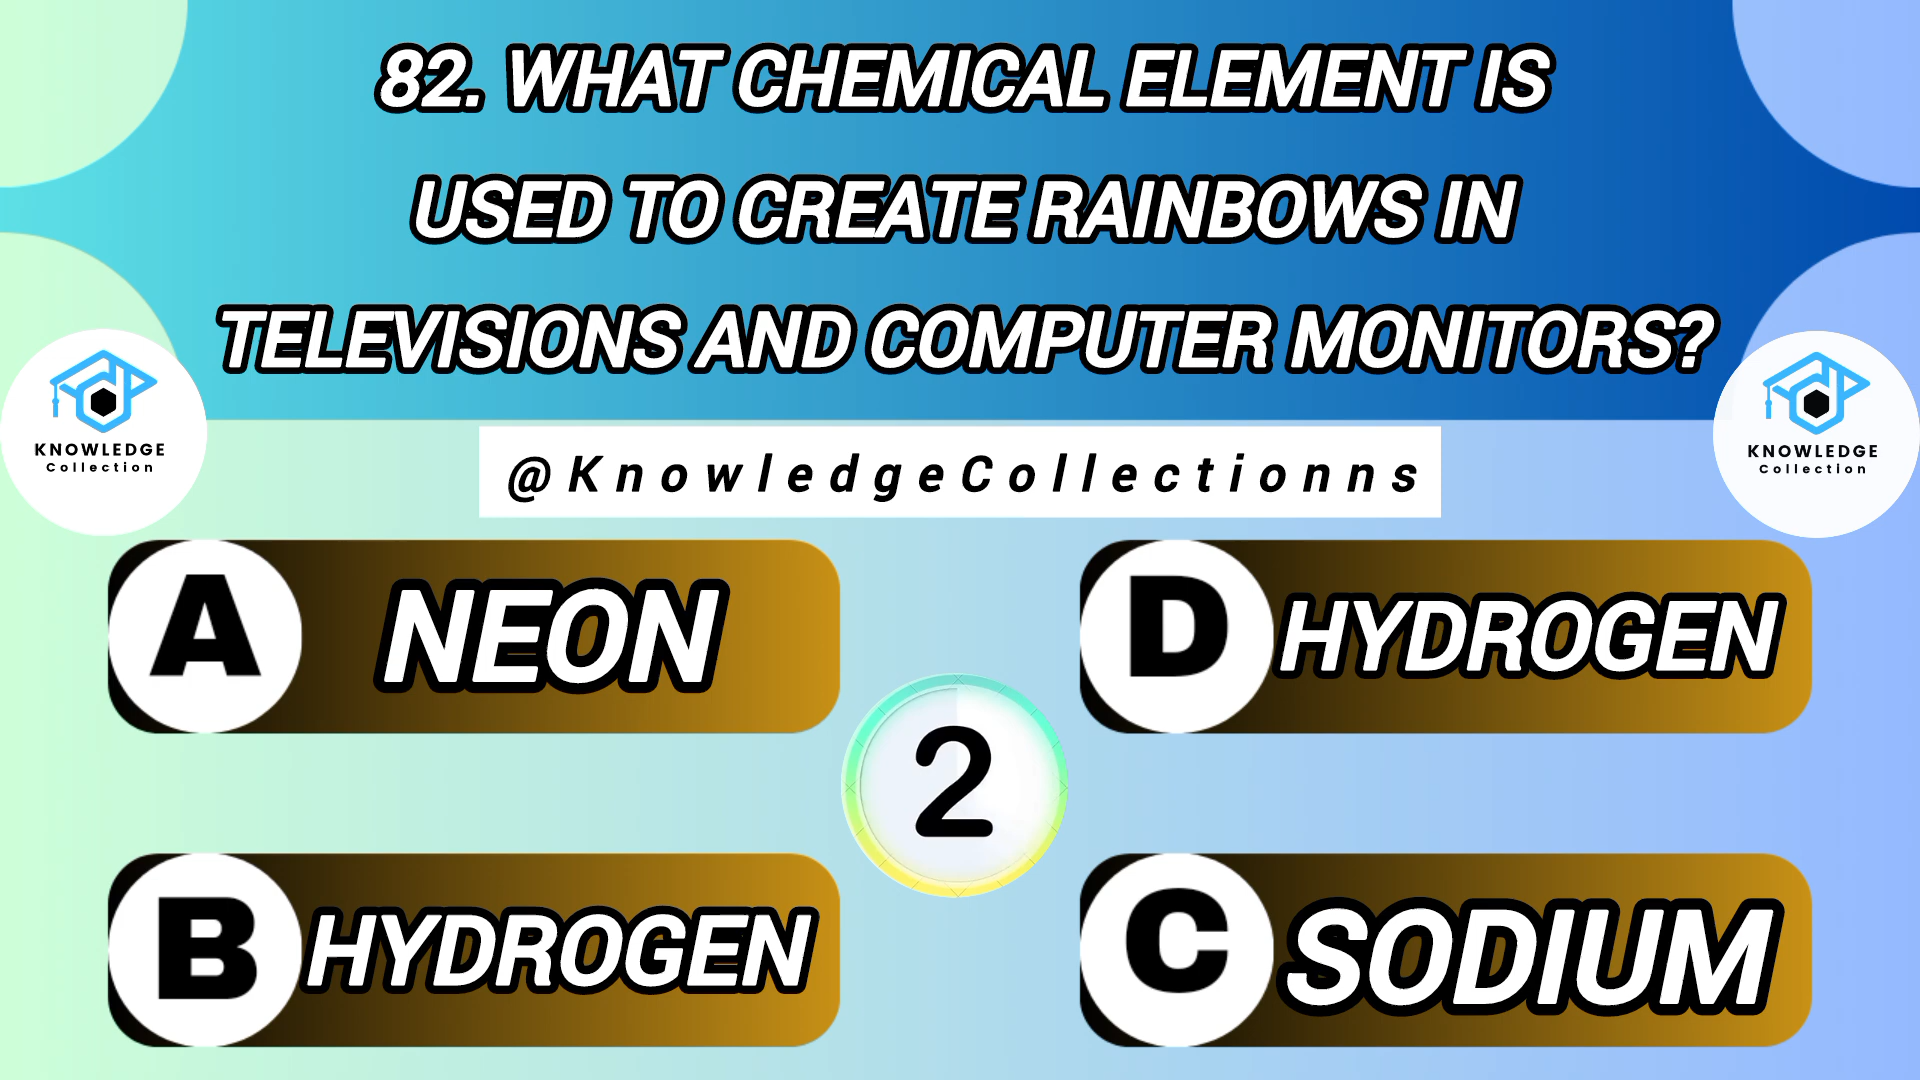 82. WHAT CHEMICAL ELEMENT IS
USED TO CREATE RAINBOWS IN
TELEVISIONS AND COMPUTER MONITORS?
KNOWLEDGE
Collection
KNOWLEDGE
Collection
@KnowledgeCollectionns
A NEON
D HYDROGEN
2
B HYDROGEN
C SODIUM